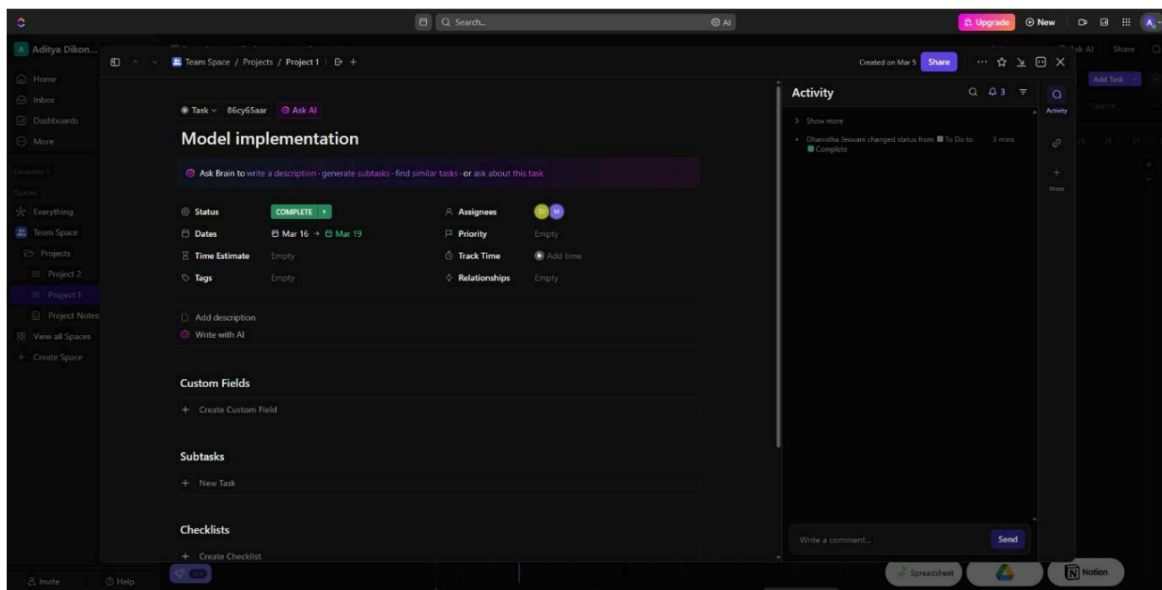 Search...
AI
Upgrade
New
A
A Aditya Dikon...
Home
Inbox
Dashboards
More
Favorites
Spaces
Everything
Team Space
Projects
Project 2
Project 1
Project Notes
View all Spaces
Create Space
Invite
Help
Team Space / Projects / Project 1
Created on Mar 5
Share
Task
86cy65aar
Ask AI
Model implementation
Ask Brain to write a description · generate subtasks · find similar tasks · or ask about this task
Status
COMPLETE
Assignees
Dates
Mar 16 → Mar 19
Priority
Empty
Time Estimate
Empty
Track Time
Add time
Tags
Empty
Relationships
Empty
Add description
Write with AI
Custom Fields
+ Create Custom Field
Subtasks
+ New Task
Checklists
+ Create Checklist
Activity
3
Show more
Dhanistha Jeswani changed status from To Do to Complete
3 mins
Write a comment...
Send
Activity
More
Ask AI
Share
Add Task
Search...
Spreadsheet
Notion